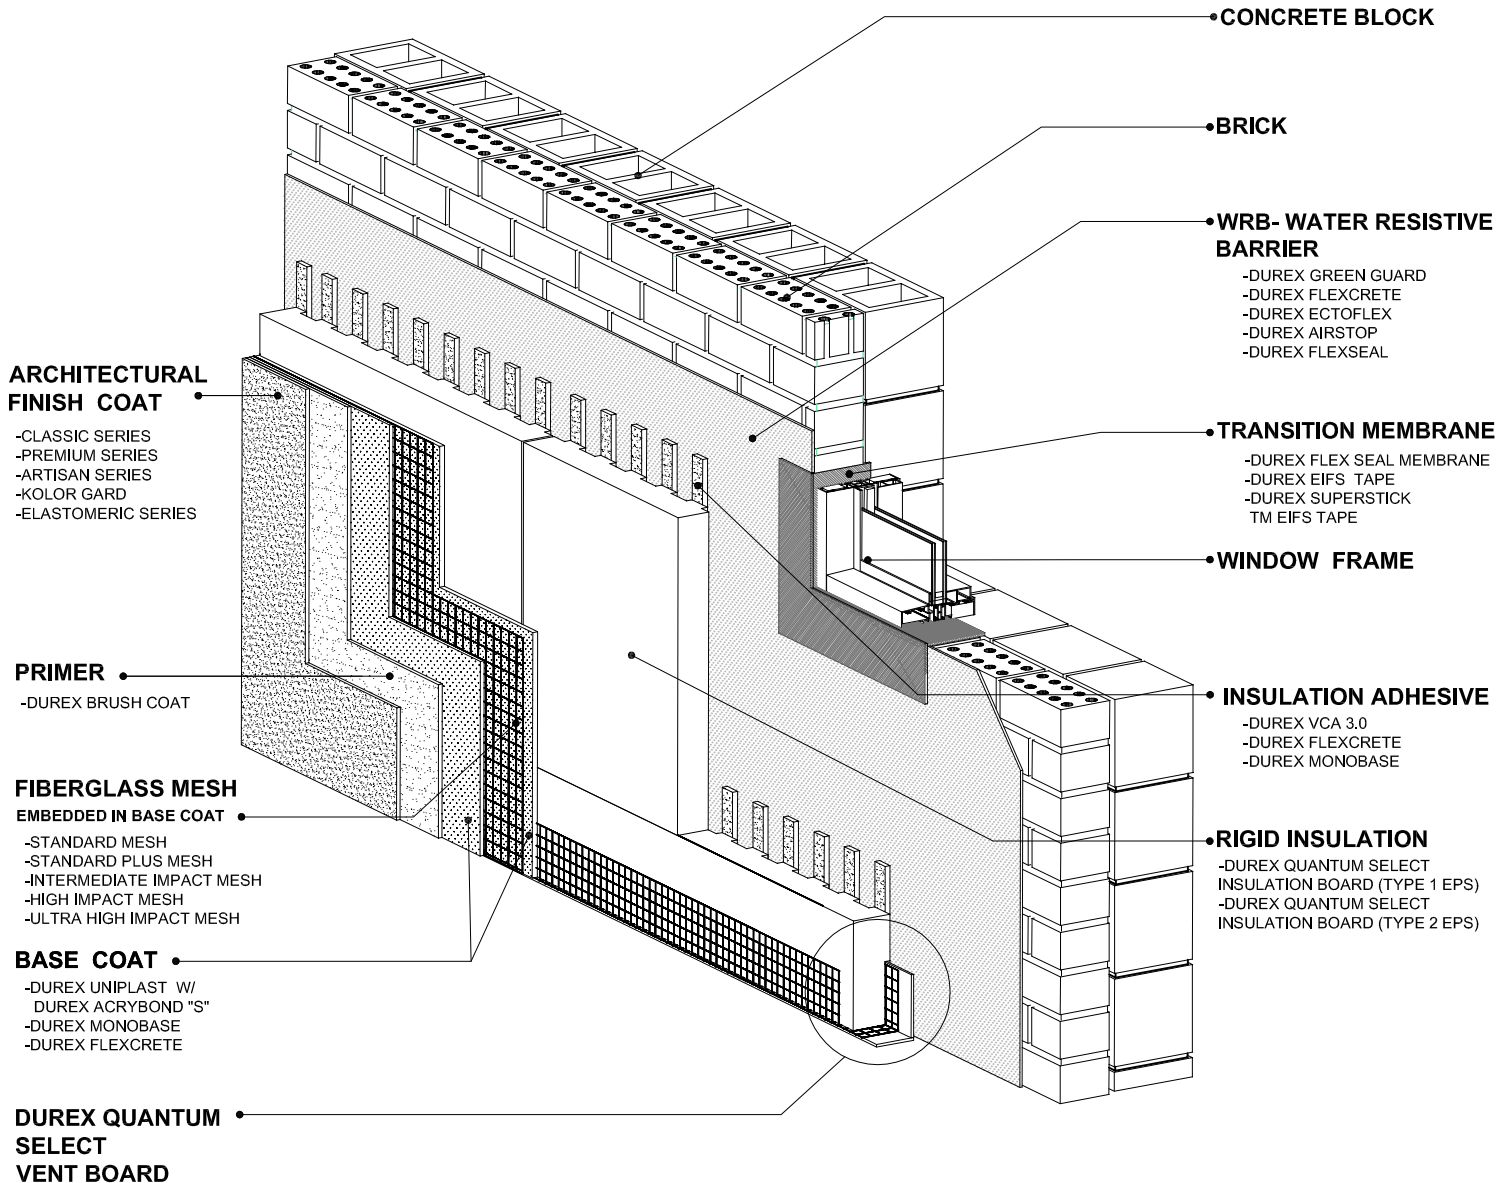 CONCRETE BLOCK
BRICK
WRB- WATER RESISTIVE
BARRIER
-DUREX GREEN GUARD
-DUREX FLEXCRETE
-DUREX ECTOFLEX
-DUREX AIRSTOP
-DUREX FLEXSEAL
TRANSITION MEMBRANE
-DUREX FLEX SEAL MEMBRANE
-DUREX EIFS TAPE
-DUREX SUPERSTICK
TM EIFS TAPE
WINDOW FRAME
INSULATION ADHESIVE
-DUREX VCA 3.0
-DUREX FLEXCRETE
-DUREX MONOBASE
RIGID INSULATION
-DUREX QUANTUM SELECT
INSULATION BOARD (TYPE 1 EPS)
-DUREX QUANTUM SELECT
INSULATION BOARD (TYPE 2 EPS)
ARCHITECTURAL
FINISH COAT
-CLASSIC SERIES
-PREMIUM SERIES
-ARTISAN SERIES
-KOLOR GARD
-ELASTOMERIC SERIES
PRIMER
-DUREX BRUSH COAT
FIBERGLASS MESH
EMBEDDED IN BASE COAT
-STANDARD MESH
-STANDARD PLUS MESH
-INTERMEDIATE IMPACT MESH
-HIGH IMPACT MESH
-ULTRA HIGH IMPACT MESH
BASE COAT
-DUREX UNIPLAST W/
DUREX ACRYBOND "S"
-DUREX MONOBASE
-DUREX FLEXCRETE
DUREX QUANTUM
SELECT
VENT BOARD